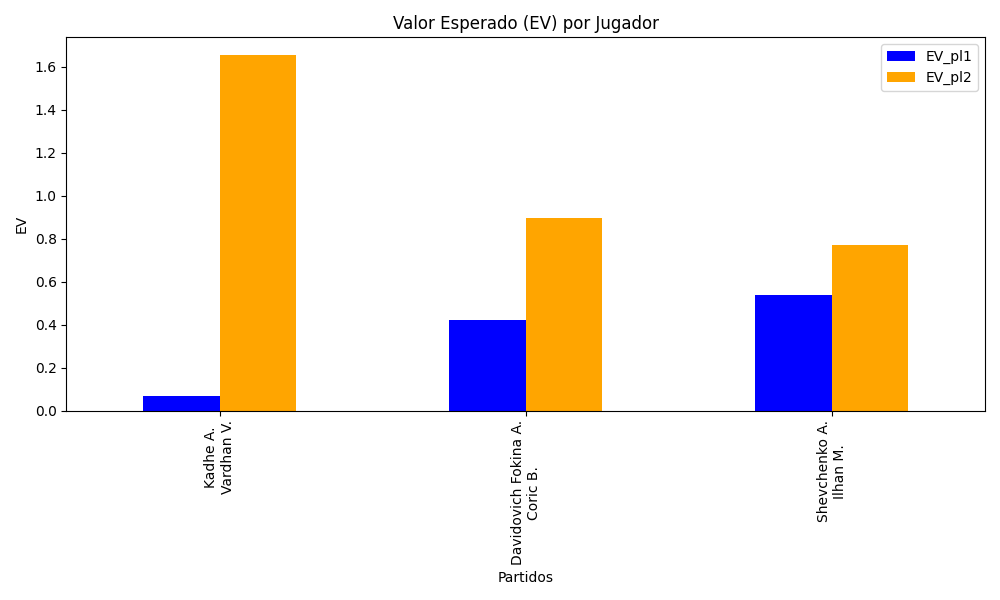 Valor Esperado (EV) por Jugador
EV_pl1
EV_pl2
EV
1.6
1.4
1.2
1.0
0.8
0.6
0.4
0.2
0.0
Kadhe A.
Vardhan V.
Davidovich Fokina A.
Coric B.
Shevchenko A.
Ilhan M.
Partidos